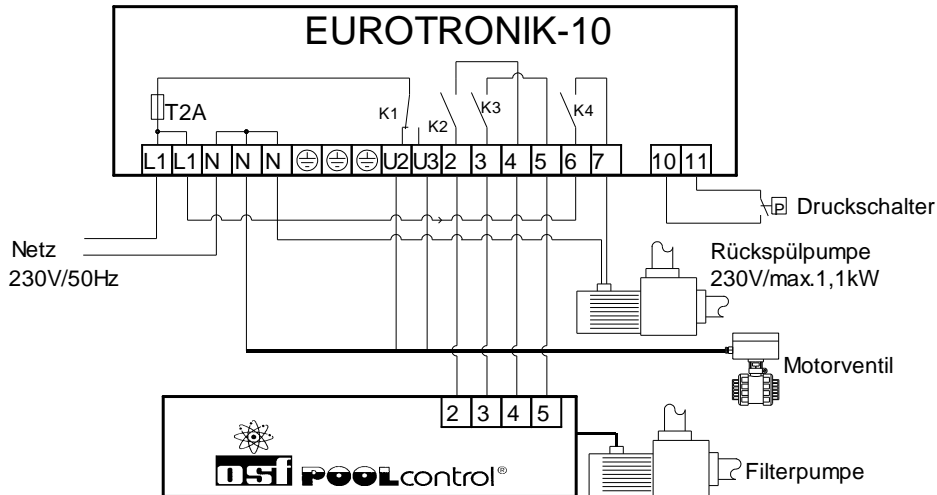 EUROTRONIK-10
T2A
K1
K2
K3
K4
L1 L1 N N N U2 U3 2 3 4 5 6 7 10 11
P Druckschalter
Netz
230V/50Hz
Rückspülpumpe
230V/max.1,1kW
Motorventil
2 3 4 5
osf POOLcontrol®
Filterpumpe